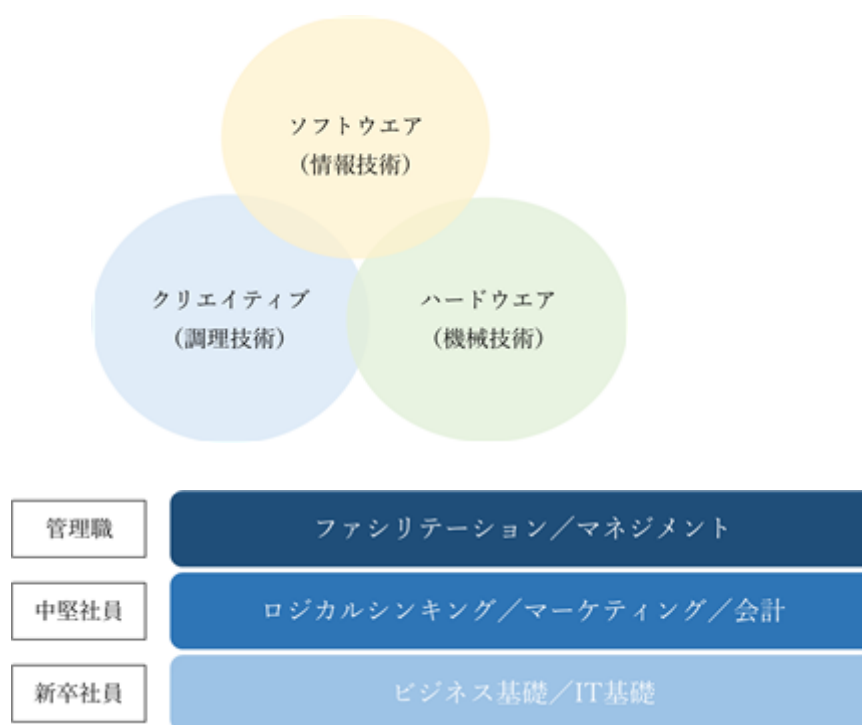 ソフトウエア
（情報技術）
クリエイティブ
（調理技術）
ハードウエア
（機械技術）
管理職
ファシリテーション／マネジメント
中堅社員
ロジカルシンキング／マーケティング／会計
新卒社員
ビジネス基礎／IT基礎